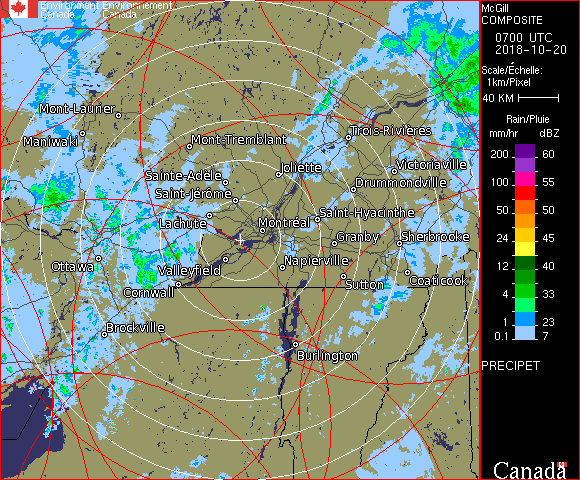 Environment Environnement
Canada Canada
McGill
COMPOSITE
0700 UTC
2018-10-20
Scale/Échelle:
1km/Pixel
40 KM
Rain/Pluie
mm/hr dBZ
200 60
100 55
50 50
24 45
12 40
4 33
1 23
0.1 7
PRECIPET
Canada
Mont-Laurier
Maniwaki
Mont-Tremblant
Trois-Rivières
Sainte-Adèle
Joliette
Victoriaville
Saint-Jérôme
Drummondville
Lachute
Saint-Hyacinthe
Montréal
Granby
Sherbrooke
Ottawa
Valleyfield
Napierville
Cornwall
Sutton
Coaticook
Brockville
Burlington